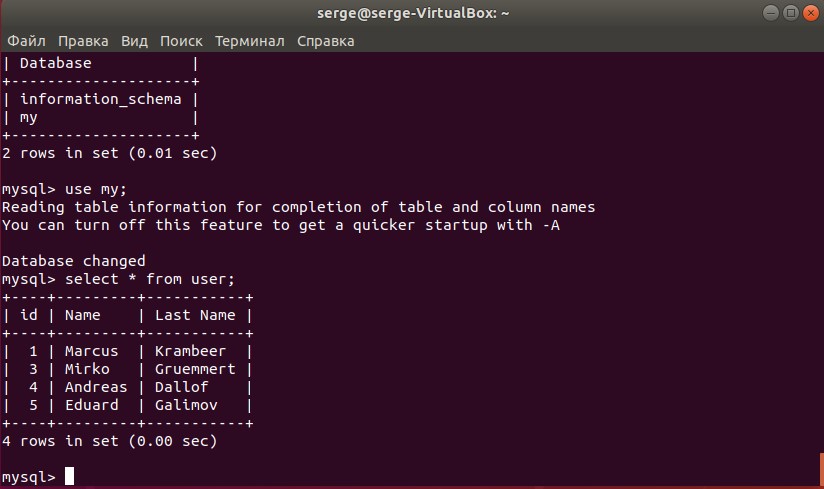 serge@serge-VirtualBox: ~
Файл Правка Вид Поиск Терминал Справка
| Database           |
+--------------------+
| information_schema |
| my                 |
+--------------------+
2 rows in set (0.01 sec)

mysql> use my;
Reading table information for completion of table and column names
You can turn off this feature to get a quicker startup with -A

Database changed
mysql> select * from user;
+----+---------+-----------+
| id | Name    | Last Name |
+----+---------+-----------+
|  1 | Marcus  | Krambeer  |
|  3 | Mirko   | Gruemmert |
|  4 | Andreas | Dallof    |
|  5 | Eduard  | Galimov   |
+----+---------+-----------+
4 rows in set (0.00 sec)

mysql>